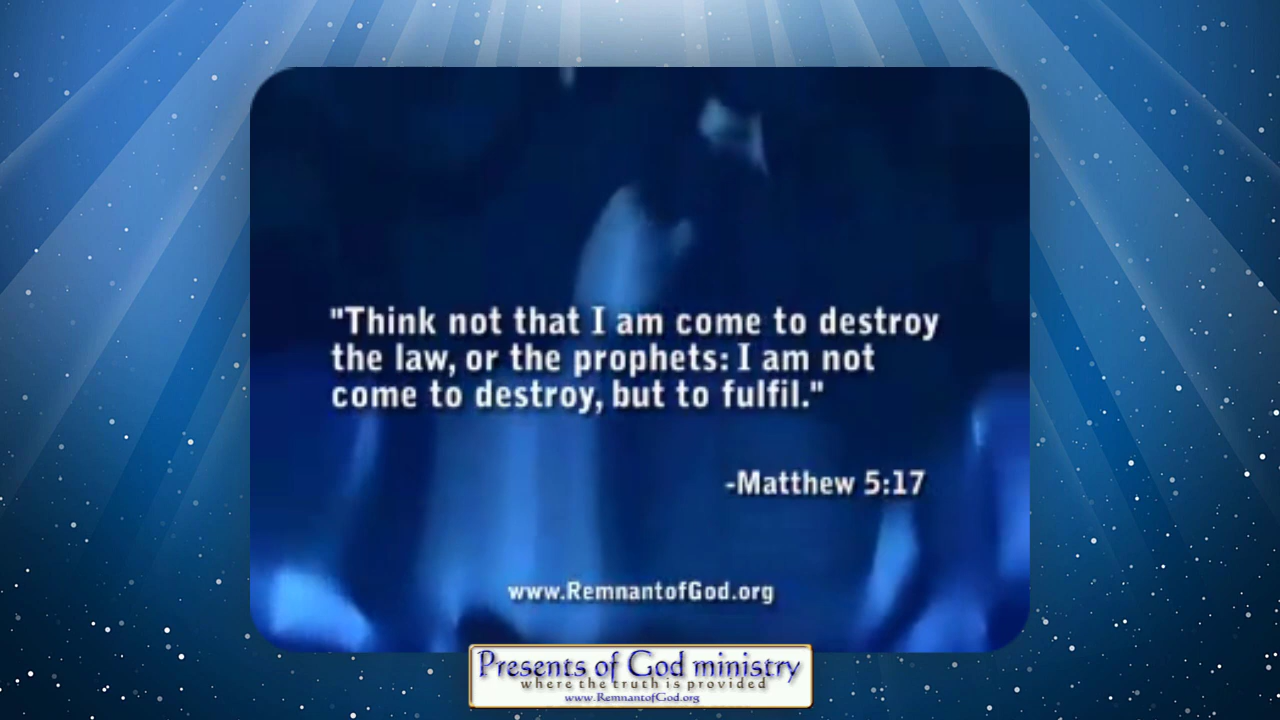 "Think not that I am come to destroy
the law, or the prophets: I am not
come to destroy, but to fulfil."
-Matthew 5:17
www.RemnantofGod.org
Presents of God ministry
where the truth is provided
www.RemnantofGod.org